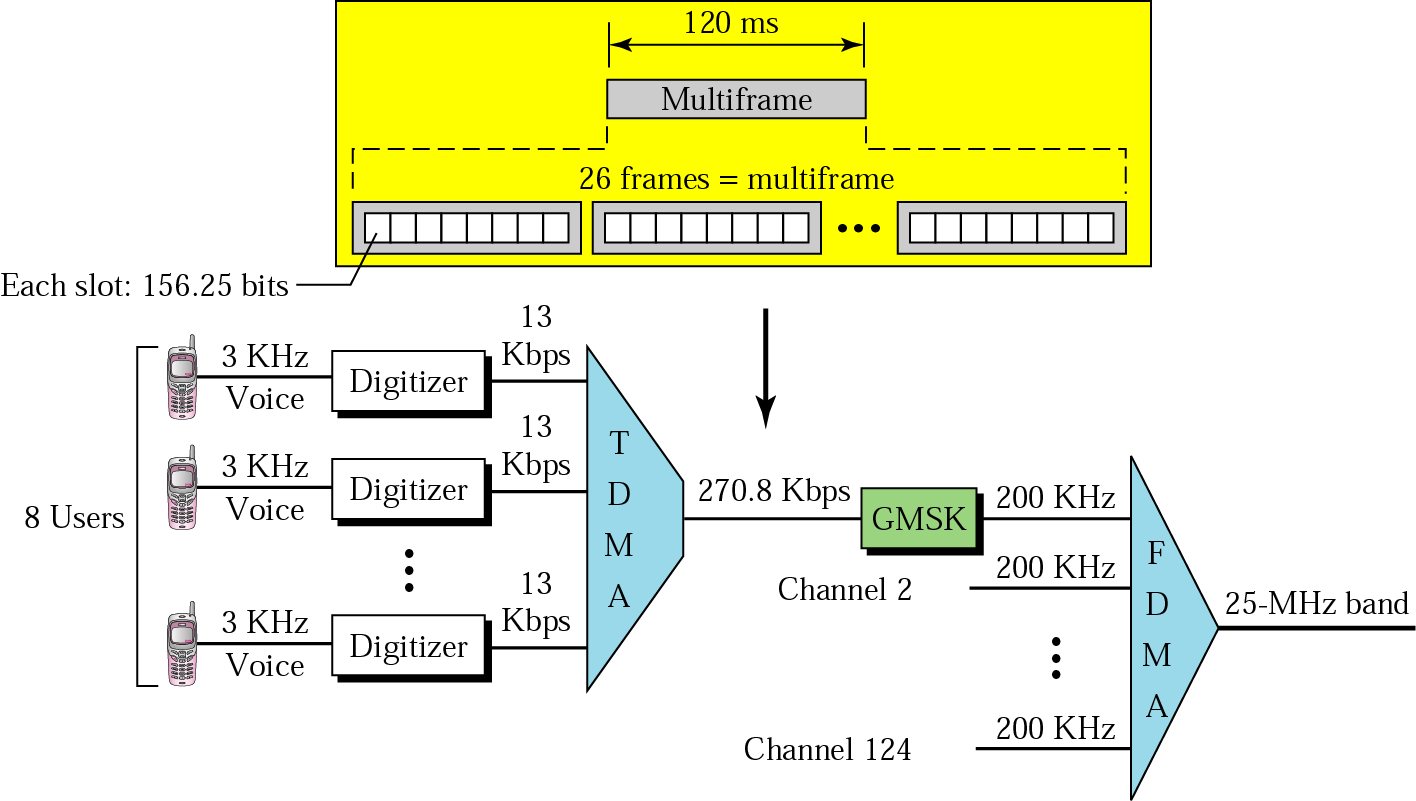 120 ms
Multiframe
26 frames = multiframe
Each slot: 156.25 bits
8 Users
3 KHz
Voice
Digitizer
13
Kbps
3 KHz
Voice
Digitizer
13
Kbps
3 KHz
Voice
Digitizer
13
Kbps
T
D
M
A
270.8 Kbps
GMSK
200 KHz
Channel 2
200 KHz
Channel 124
200 KHz
F
D
M
A
25-MHz band